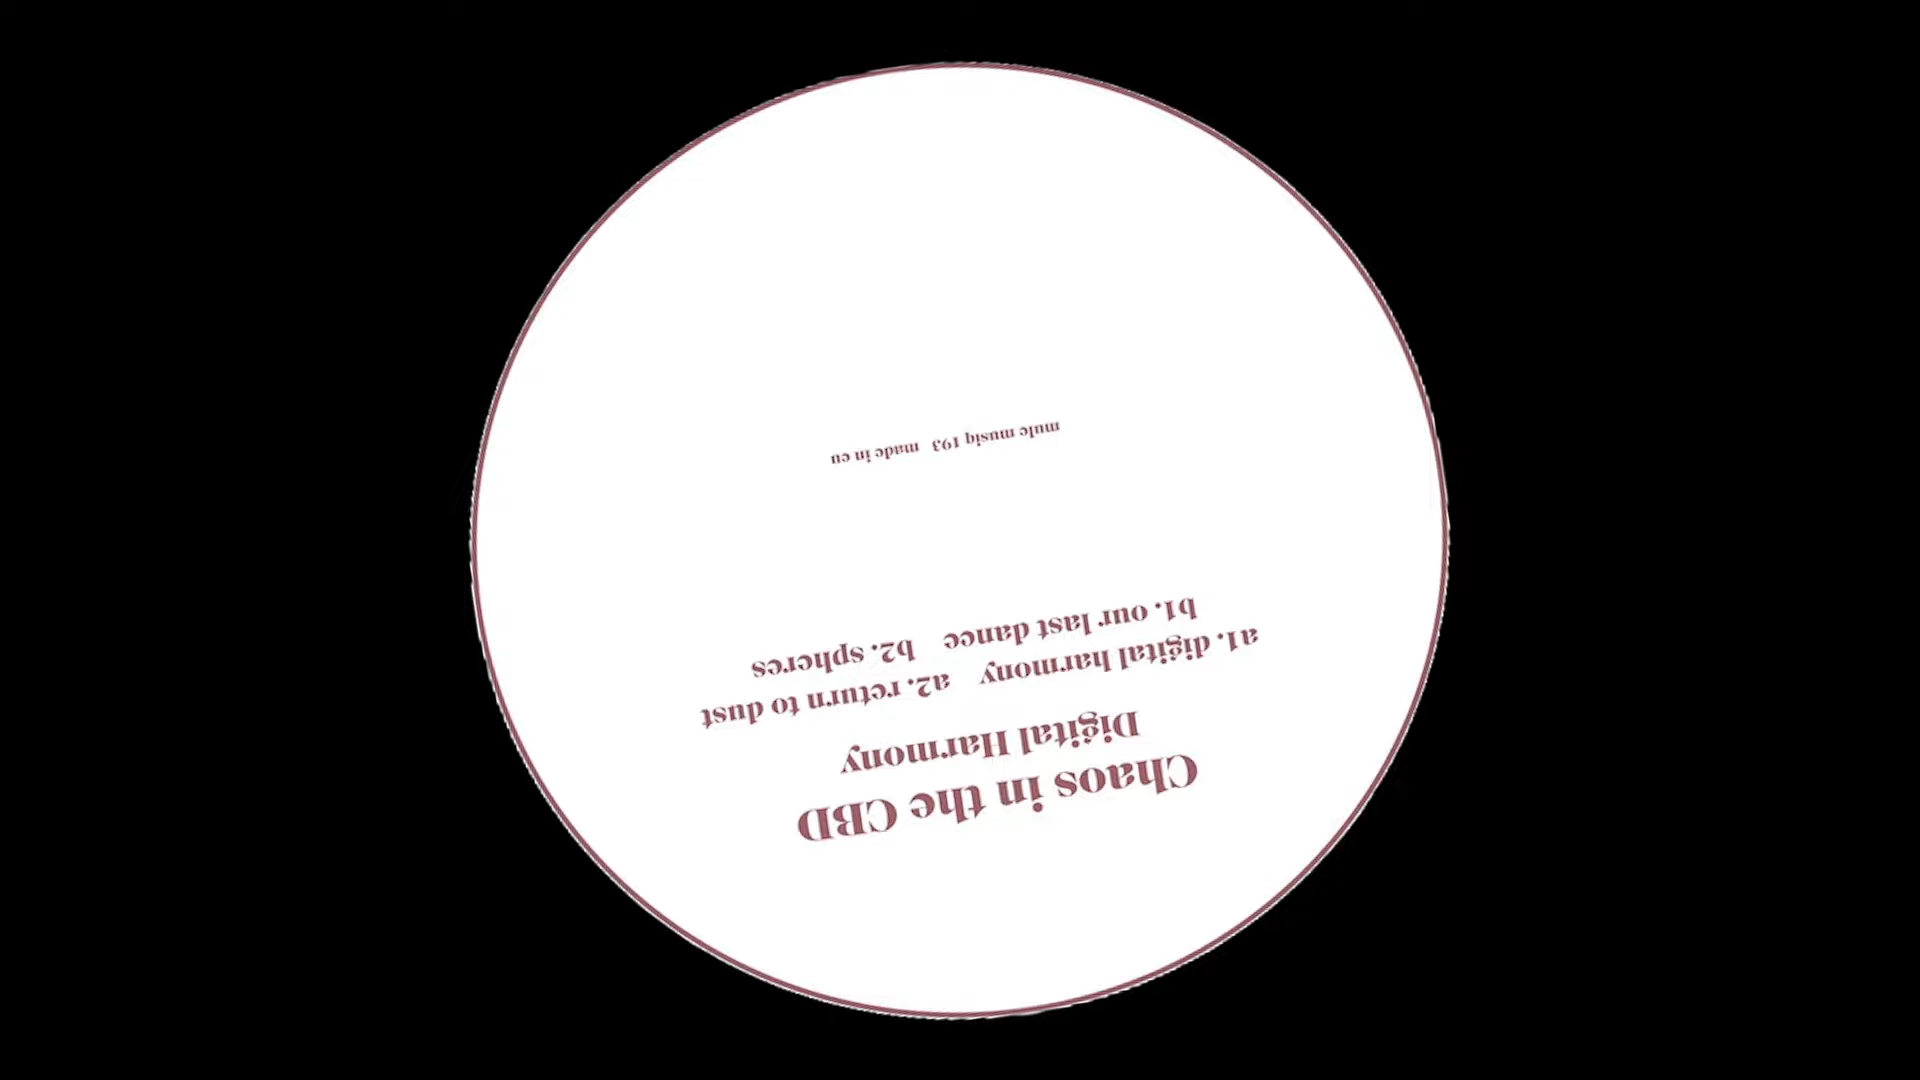 Chaos in the CBD
Digital Harmony
a1. digital harmony a2. return to dust
b1. our last dance b2. spheres
mule musiq 193 made in eu